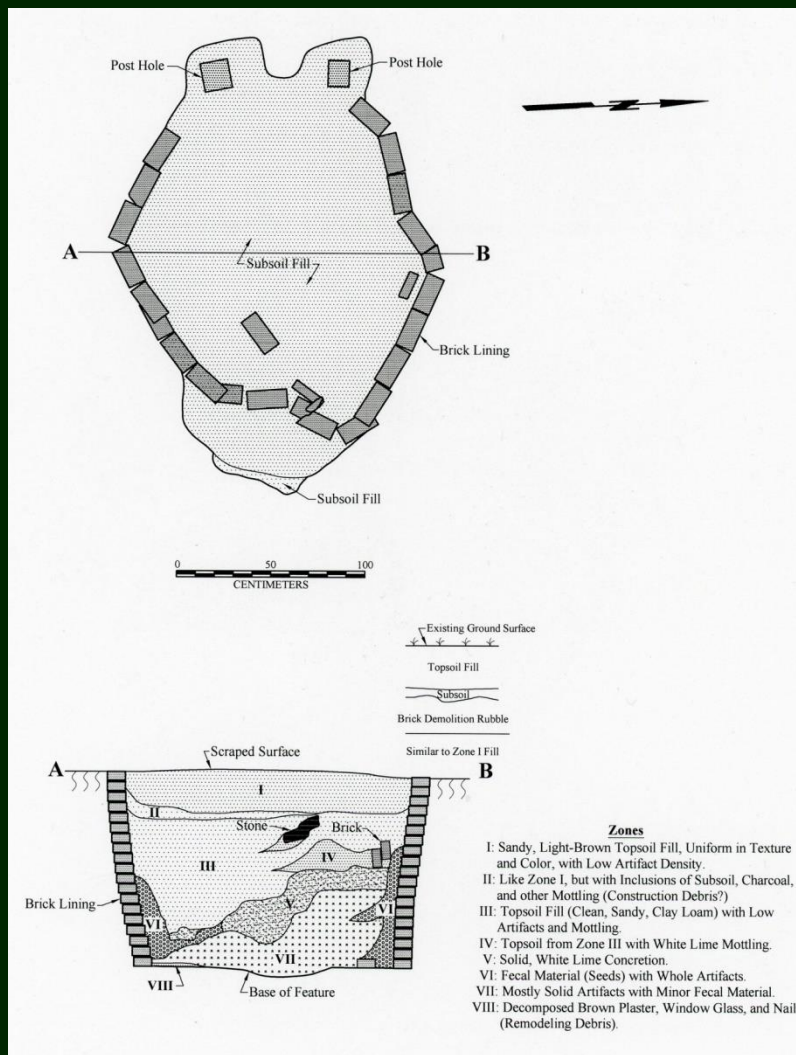 Post Hole
Post Hole
N
A
B
Subsoil Fill
Brick Lining
Subsoil Fill
0 50 100
CENTIMETERS
Existing Ground Surface
Topsoil Fill
Subsoil
Brick Demolition Rubble
Similar to Zone I Fill
Scraped Surface
A
B
I
II
Stone
Brick
III
IV
Brick Lining
VI
V
VI
VII
VIII
Base of Feature
Zones
I: Sandy, Light-Brown Topsoil Fill, Uniform in Texture
and Color, with Low Artifact Density.
II: Like Zone I, but with Inclusions of Subsoil, Charcoal,
and other Mottling (Construction Debris?)
III: Topsoil Fill (Clean, Sandy, Clay Loam) with Low
Artifacts and Mottling.
IV: Topsoil from Zone III with White Lime Mottling.
V: Solid, White Lime Concretion.
VI: Fecal Material (Seeds) with Whole Artifacts.
VII: Mostly Solid Artifacts with Minor Fecal Material.
VIII: Decomposed Brown Plaster, Window Glass, and Nail
(Remodeling Debris).